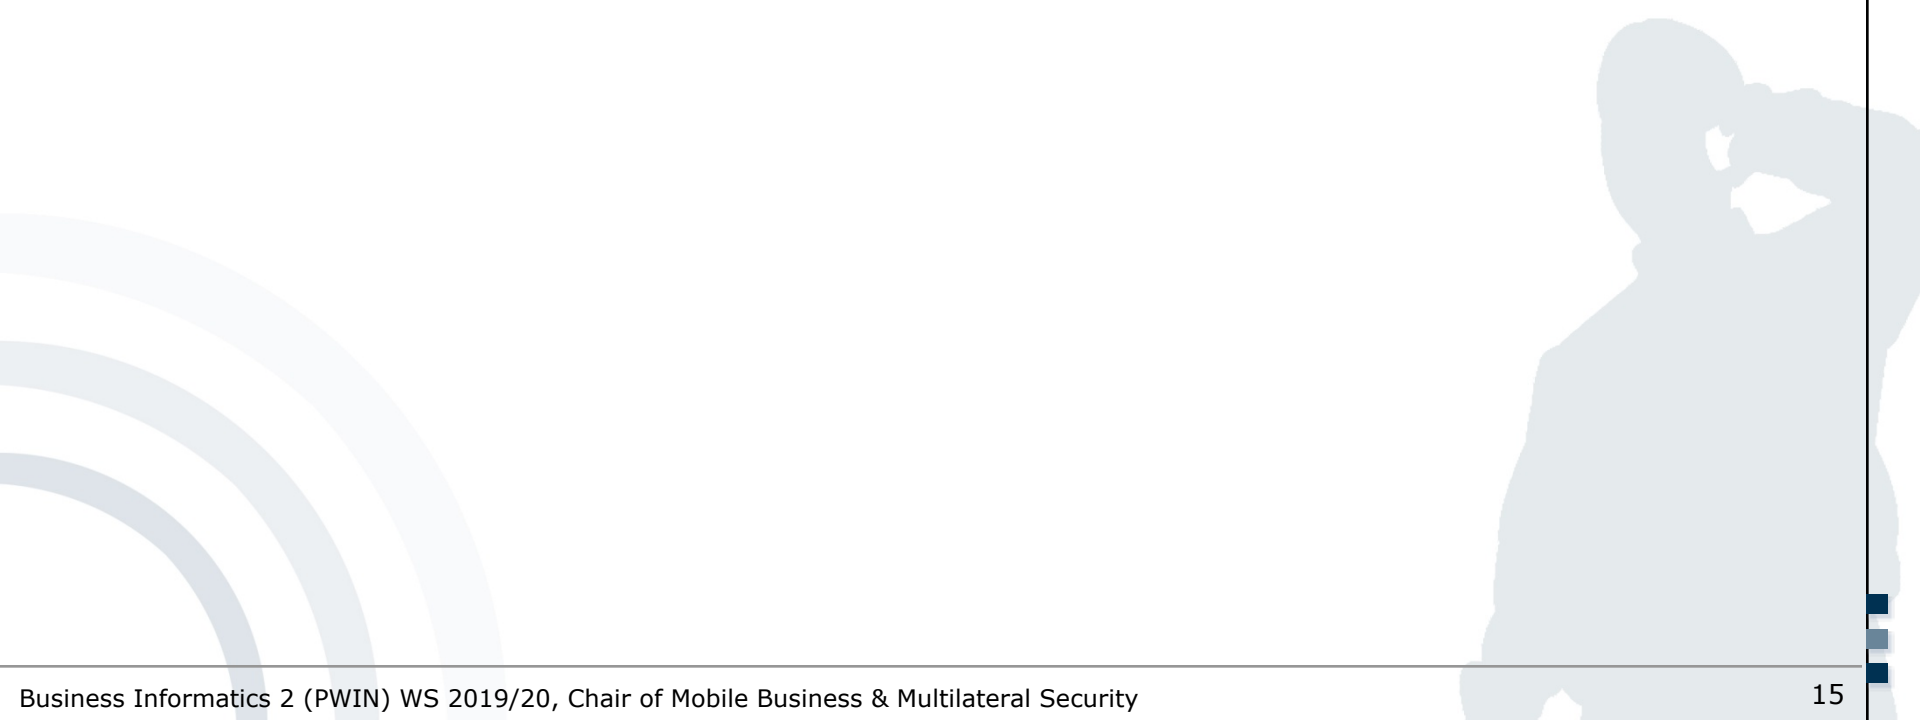 Business Informatics 2 (PWIN) WS 2019/20, Chair of Mobile Business & Multilateral Security
15